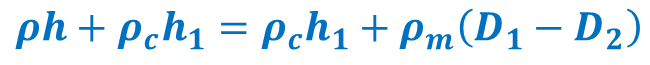 ρh + ρ_c h_1 = ρ_c h_1 + ρ_m(D_1 − D_2)